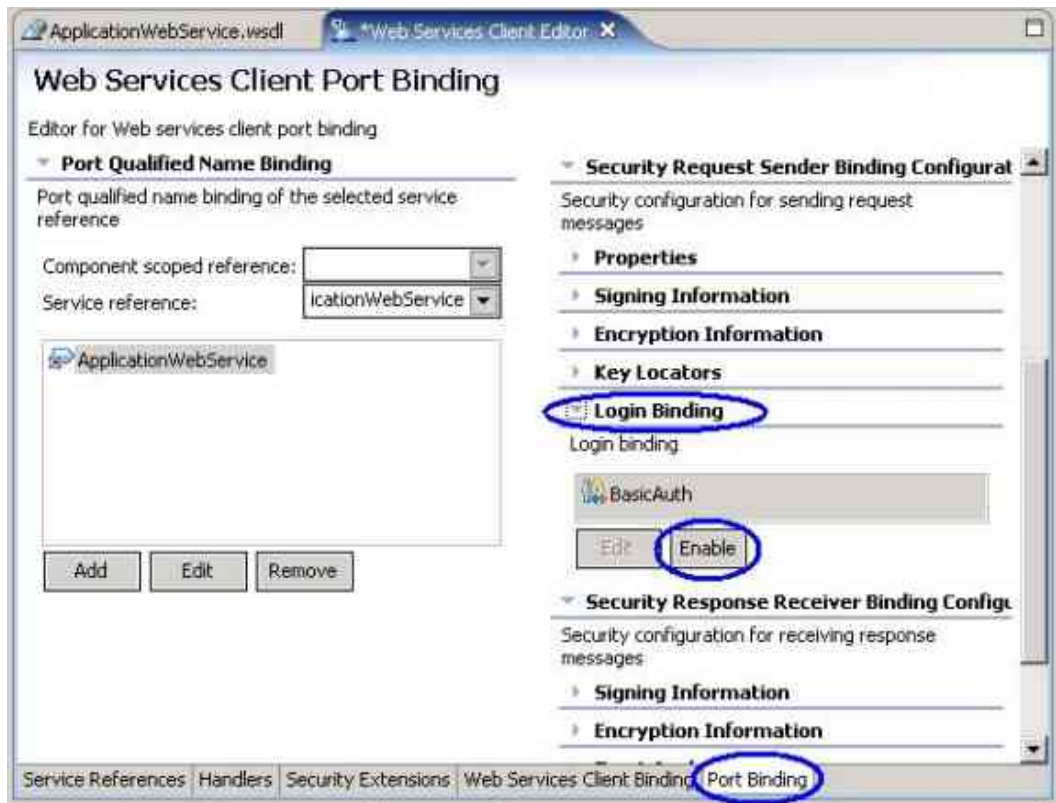 ApplicationWebService.wsdl
*Web Services Client Editor
Web Services Client Port Binding
Editor for Web services client port binding
Port Qualified Name Binding
Port qualified name binding of the selected service
reference
Component scoped reference:
Service reference:
icationWebService
ApplicationWebService
Add
Edit
Remove
Security Request Sender Binding Configurat
Security configuration for sending request
messages
Properties
Signing Information
Encryption Information
Key Locators
Login Binding
Login binding
BasicAuth
Edit
Enable
Security Response Receiver Binding Configu
Security configuration for receiving response
messages
Signing Information
Encryption Information
Service References
Handlers
Security Extensions
Web Services Client Binding
Port Binding